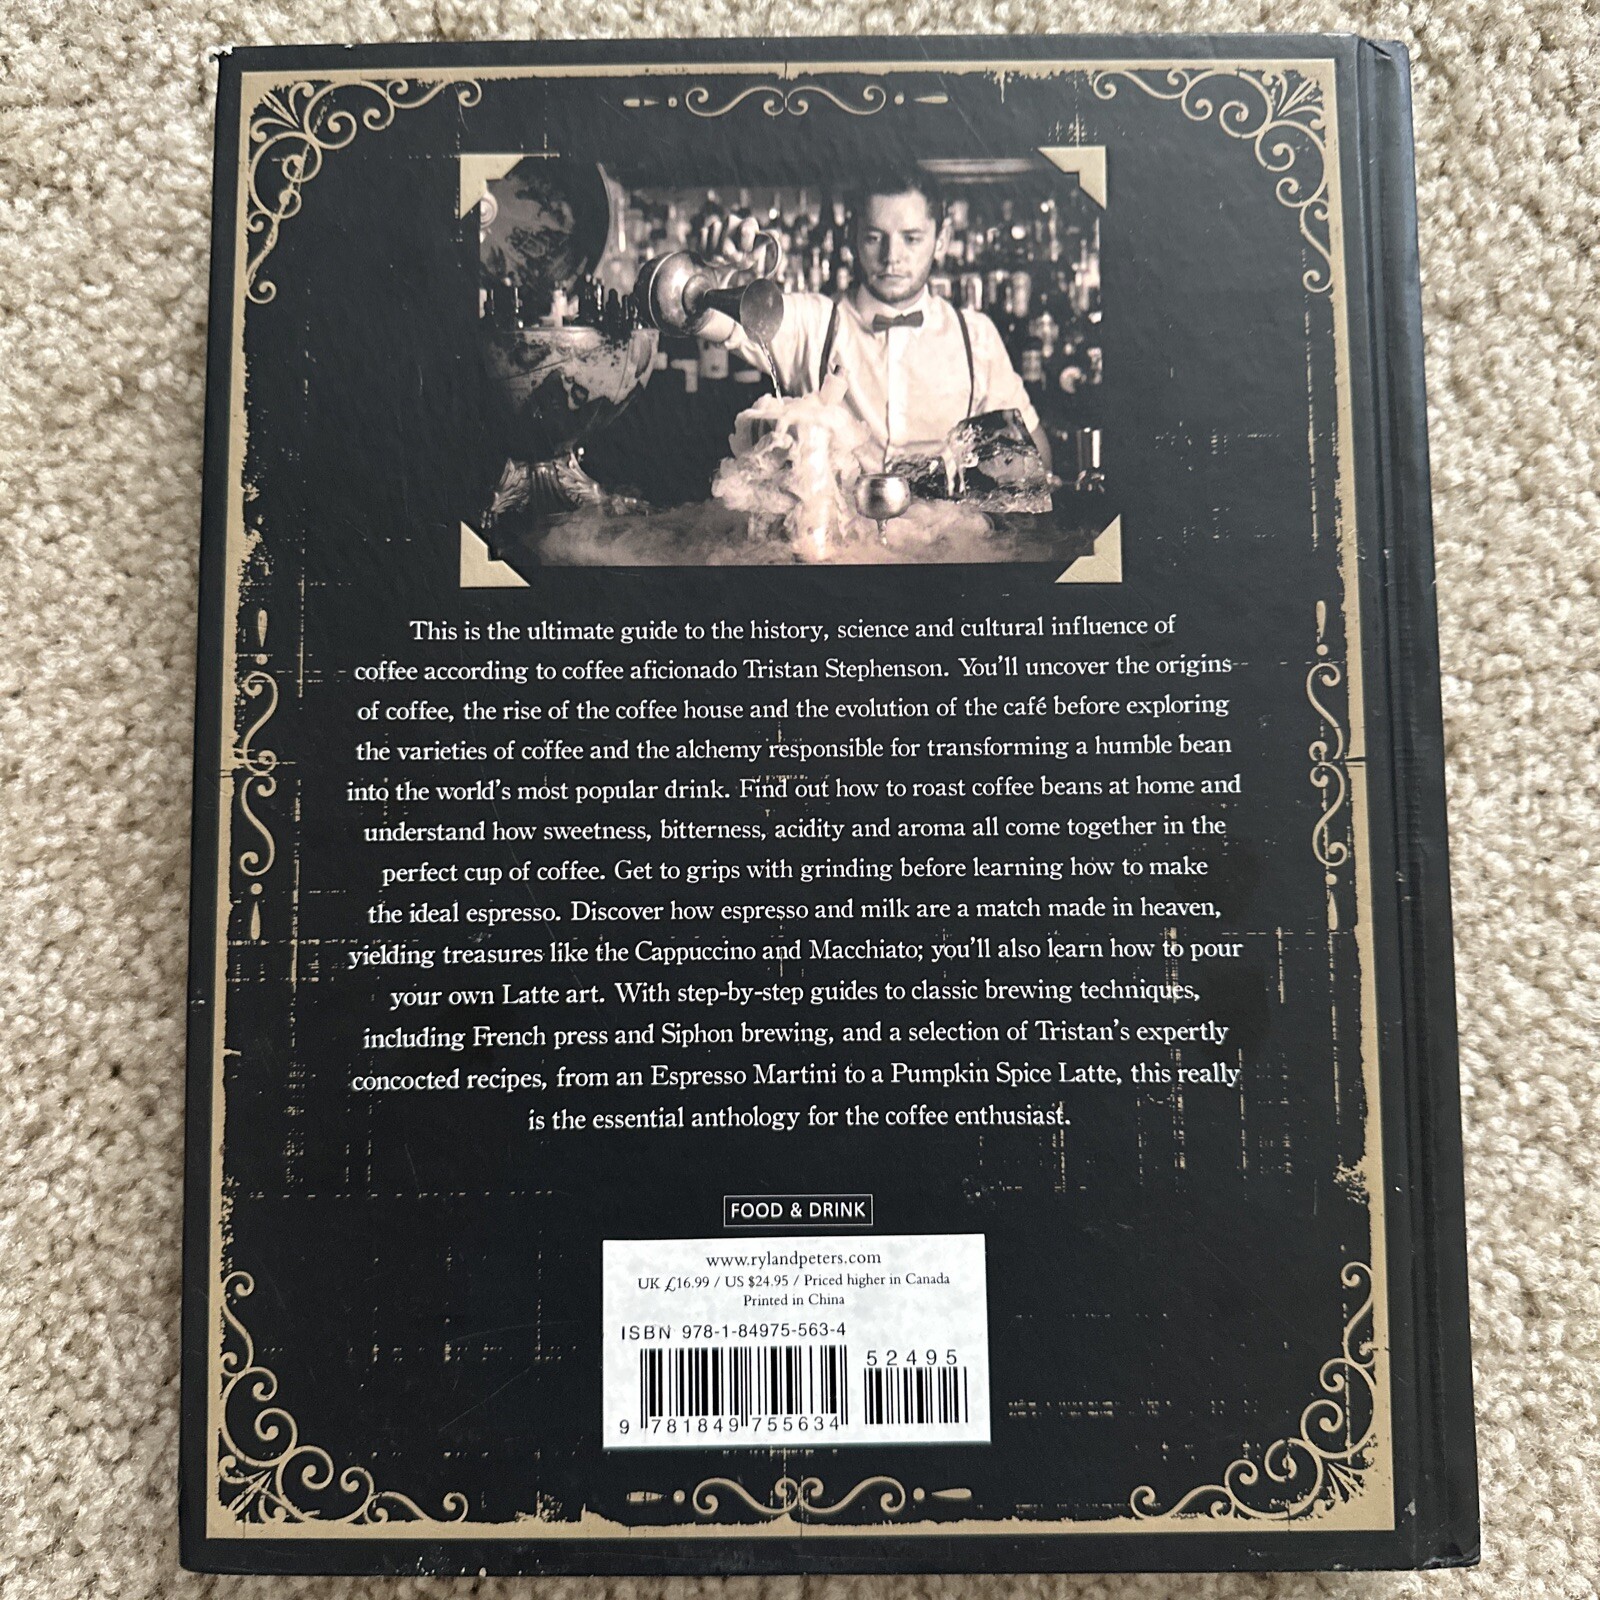 This is the ultimate guide to the history, science and cultural influence of
coffee according to coffee aficionado Tristan Stephenson. You'll uncover the origins
of coffee, the rise of the coffee house and the evolution of the café before exploring
the varieties of coffee and the alchemy responsible for transforming a humble bean
into the world's most popular drink. Find out how to roast coffee beans at home and
understand how sweetness, bitterness, acidity and aroma all come together in the
perfect cup of coffee. Get to grips with grinding before learning how to make
the ideal espresso. Discover how espresso and milk are a match made in heaven,
yielding treasures like the Cappuccino and Macchiato; you'll also learn how to pour
your own Latte art. With step-by-step guides to classic brewing techniques,
including French press and Siphon brewing, and a selection of Tristan's expertly
concocted recipes, from an Espresso Martini to a Pumpkin Spice Latte, this really
is the essential anthology for the coffee enthusiast.
FOOD & DRINK
www.rylandpeters.com
UK £16.99 / US $24.95 / Priced higher in Canada
Printed in China
ISBN 978-1-84975-563-4
52495
9 781849 755634